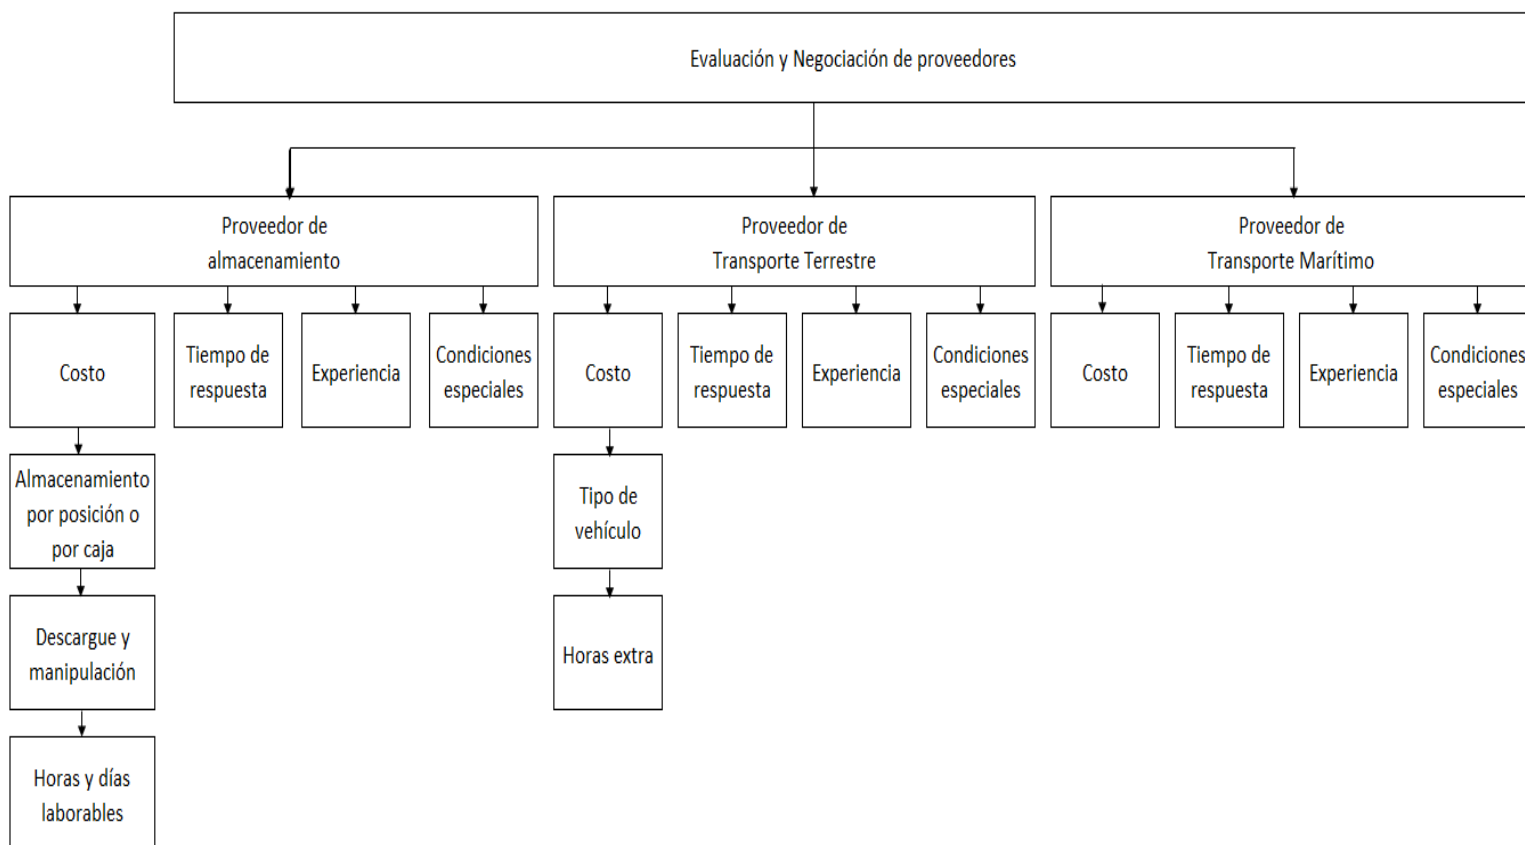 Evaluación y Negociación de proveedores
Proveedor de
almacenamiento
Proveedor de
Transporte Terrestre
Proveedor de
Transporte Marítimo
Costo
Tiempo de
respuesta
Experiencia
Condiciones
especiales
Costo
Tiempo de
respuesta
Experiencia
Condiciones
especiales
Costo
Tiempo de
respuesta
Experiencia
Condiciones
especiales
Almacenamiento
por posición o
por caja
Tipo de
vehículo
Descargue y
manipulación
Horas extra
Horas y días
laborables